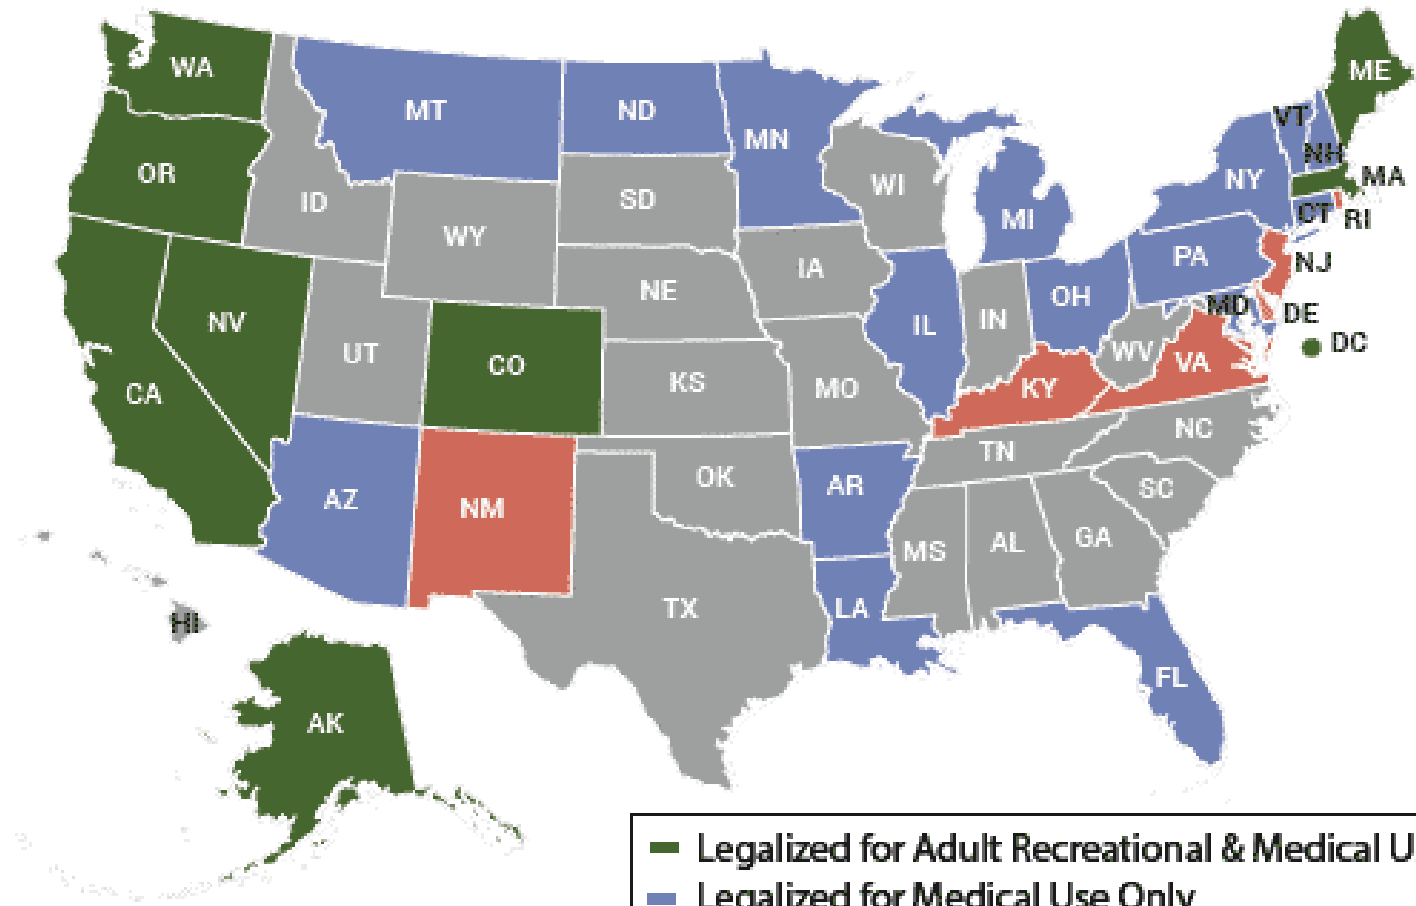 WA
MT
ND
MN
ME
VT
NH
OR
ID
SD
WI
NY
MA
MI
CT
RI
WY
IA
PA
NJ
NE
OH
MD
DE
NV
IL
IN
DC
UT
CO
WV
VA
CA
KS
MO
KY
NC
TN
OK
AR
SC
AZ
NM
MS
AL
GA
HI
TX
LA
FL
AK
Legalized for Adult Recreational & Medical U
Legalized for Medical Use Only